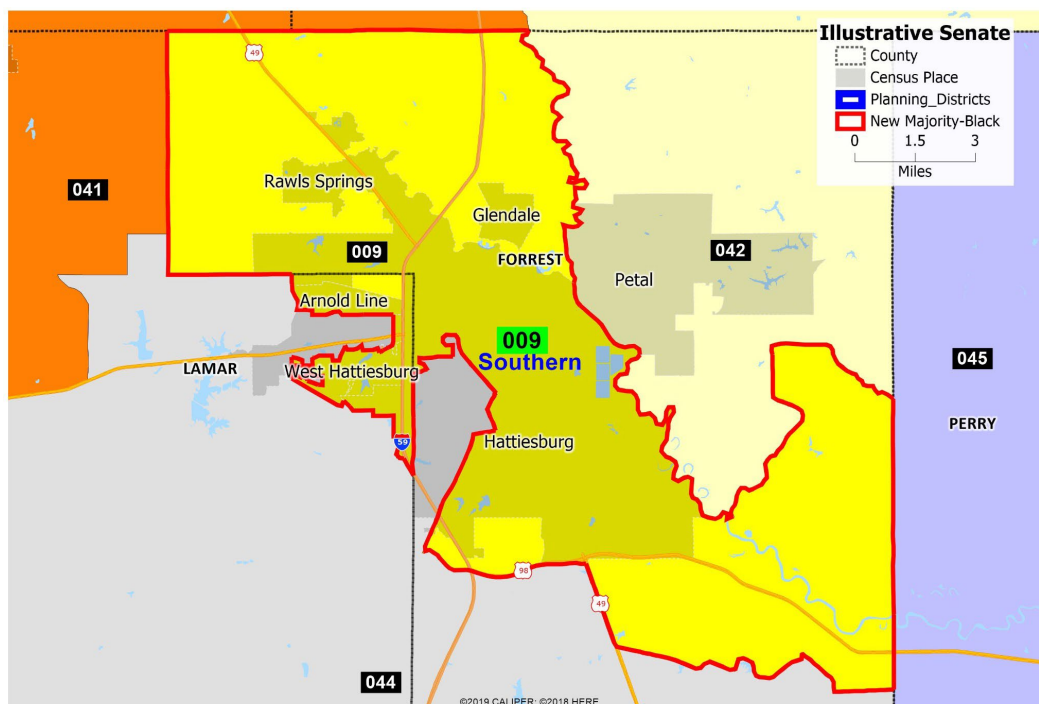 Illustrative Senate
County
Census Place
Planning_Districts
New Majority-Black
0 1.5 3
Miles
49
041
Rawls Springs
Glendale
009
FORREST
042
Petal
Arnold Line
009
Southern
045
LAMAR
West Hattiesburg
PERRY
59
Hattiesburg
98
49
044
©2019 CALIPER; ©2018 HERE